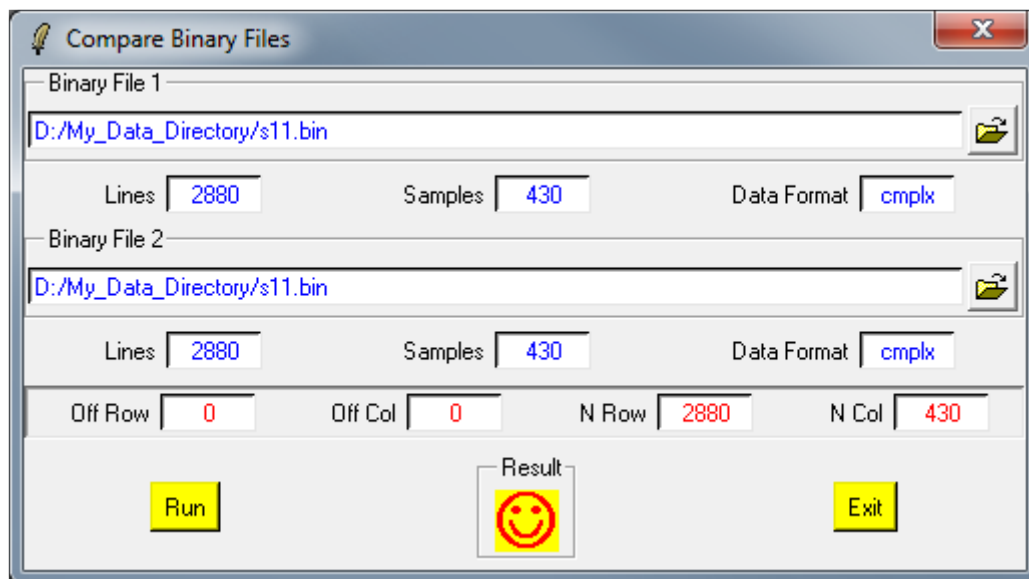 Compare Binary Files
Binary File 1
D:/My_Data_Directory/s11.bin
Lines 2880 Samples 430 Data Format cmplx
Binary File 2
D:/My_Data_Directory/s11.bin
Lines 2880 Samples 430 Data Format cmplx
Off Row 0 Off Col 0 N Row 2880 N Col 430
Result
Run Exit